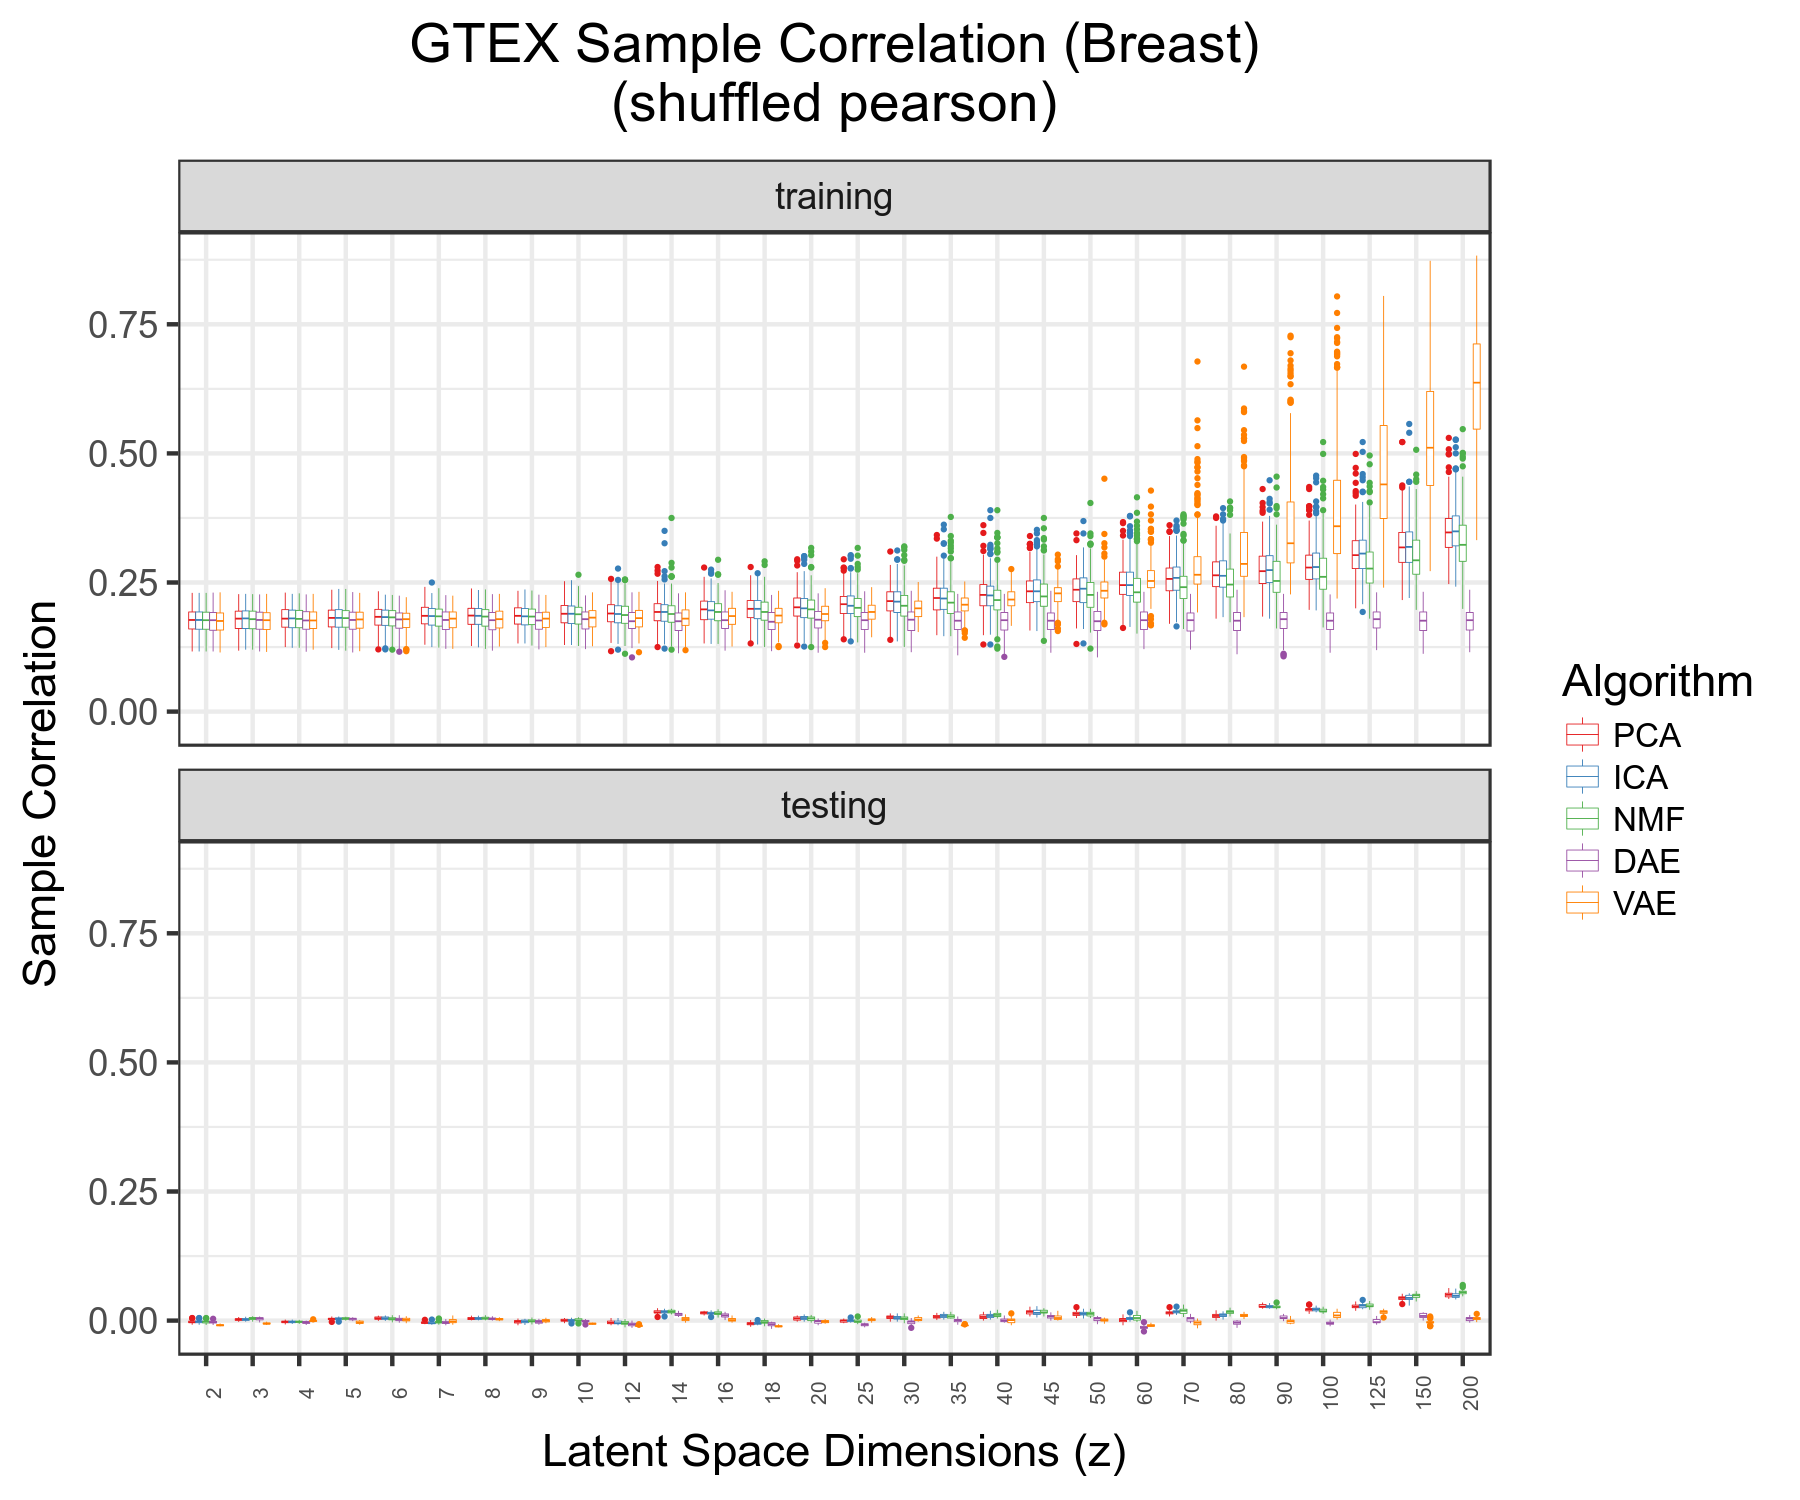 GTEX Sample Correlation (Breast)
(shuffled pearson)
training
0.75
0.50
0.25
0.00
testing
0.75
0.50
0.25
0.00
Sample Correlation
2 3 4 5 6 7 8 9 10 12 14 16 18 20 25 30 35 40 45 50 60 70 80 90 100 125 150 200
Latent Space Dimensions (z)
Algorithm
PCA
ICA
NMF
DAE
VAE